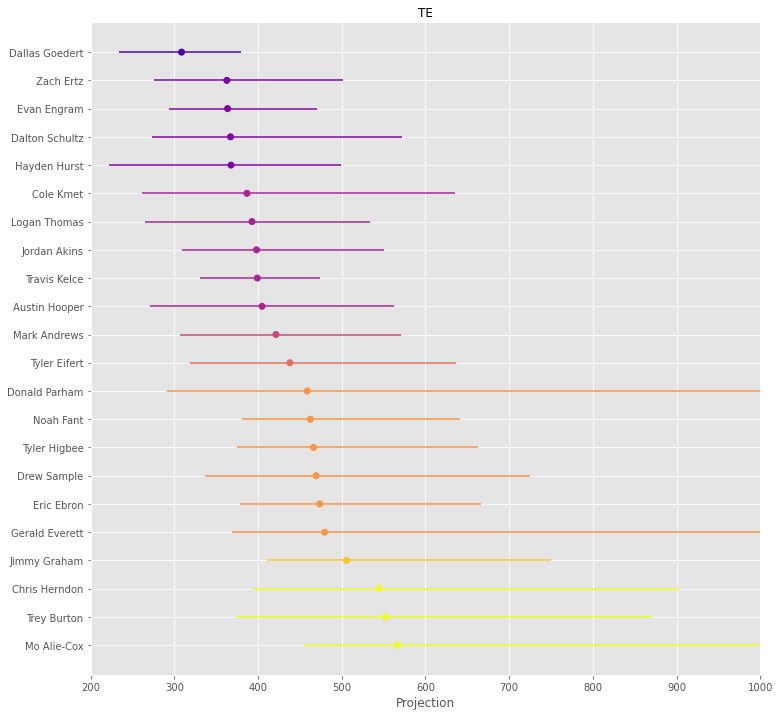 TE
Dallas Goedert
Zach Ertz
Evan Engram
Dalton Schultz
Hayden Hurst
Cole Kmet
Logan Thomas
Jordan Akins
Travis Kelce
Austin Hooper
Mark Andrews
Tyler Eifert
Donald Parham
Noah Fant
Tyler Higbee
Drew Sample
Eric Ebron
Gerald Everett
Jimmy Graham
Chris Herndon
Trey Burton
Mo Alie-Cox
200 300 400 500 600 700 800 900 1000
Projection